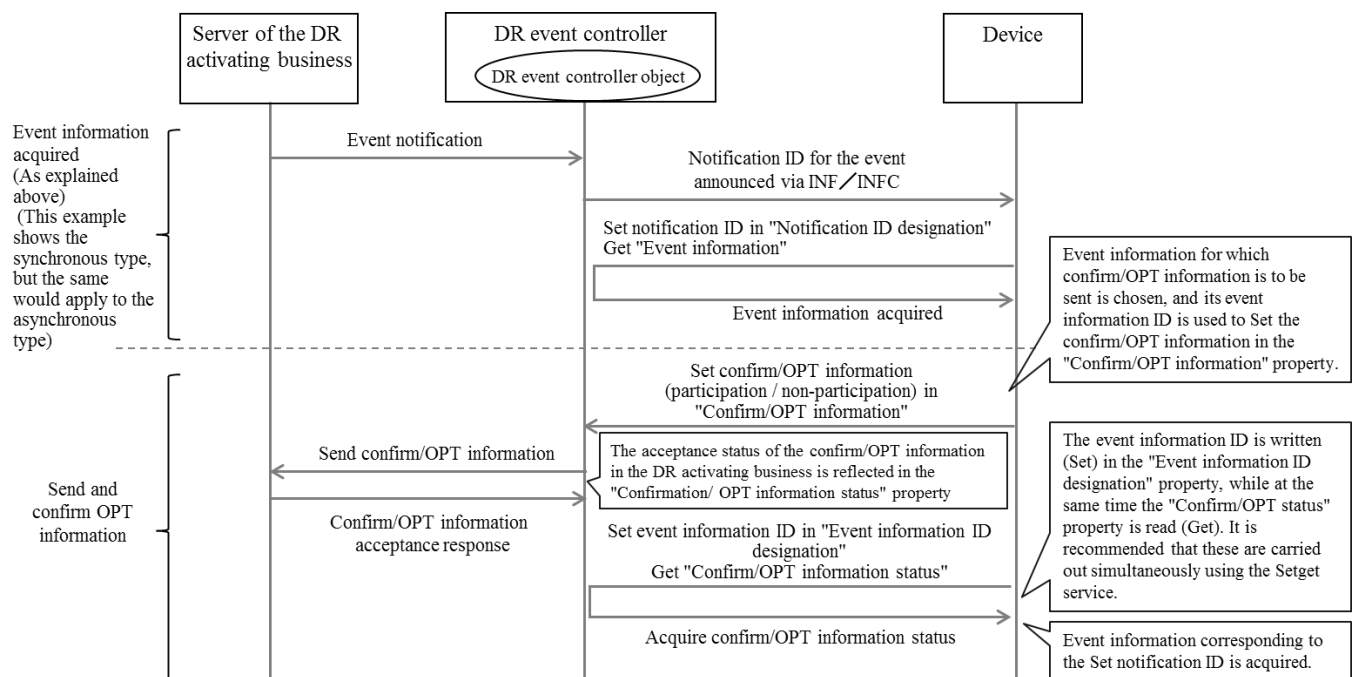 Server of the DR
activating business
DR event controller
DR event controller object
Device
Event information
acquired
(As explained
above)
(This example
shows the
synchronous type,
but the same
would apply to the
asynchronous
type)
Event notification
Notification ID for the event
announced via INF／INFC
Set notification ID in "Notification ID designation"
Get "Event information"
Event information acquired
Event information for which
confirm/OPT information is to be
sent is chosen, and its event
information ID is used to Set the
confirm/OPT information in the
"Confirm/OPT information" property.
Set confirm/OPT information
(participation / non-participation) in
"Confirm/OPT information"
Send and
confirm OPT
information
Send confirm/OPT information
The acceptance status of the confirm/OPT information
in the DR activating business is reflected in the
"Confirmation/ OPT information status" property
Confirm/OPT information
acceptance response
Set event information ID in "Event information ID
designation"
Get "Confirm/OPT information status"
Acquire confirm/OPT information status
The event information ID is written
(Set) in the "Event information ID
designation" property, while at
the same time the "Confirm/OPT status"
property is read (Get). It is
recommended that these are carried
out simultaneously using the Setget
service.
Event information corresponding to
the Set notification ID is acquired.